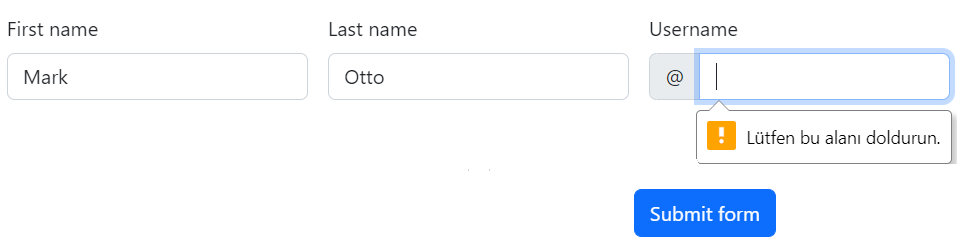 First name
Last name
Username
Mark
Otto
@
Lütfen bu alanı doldurun.
Submit form